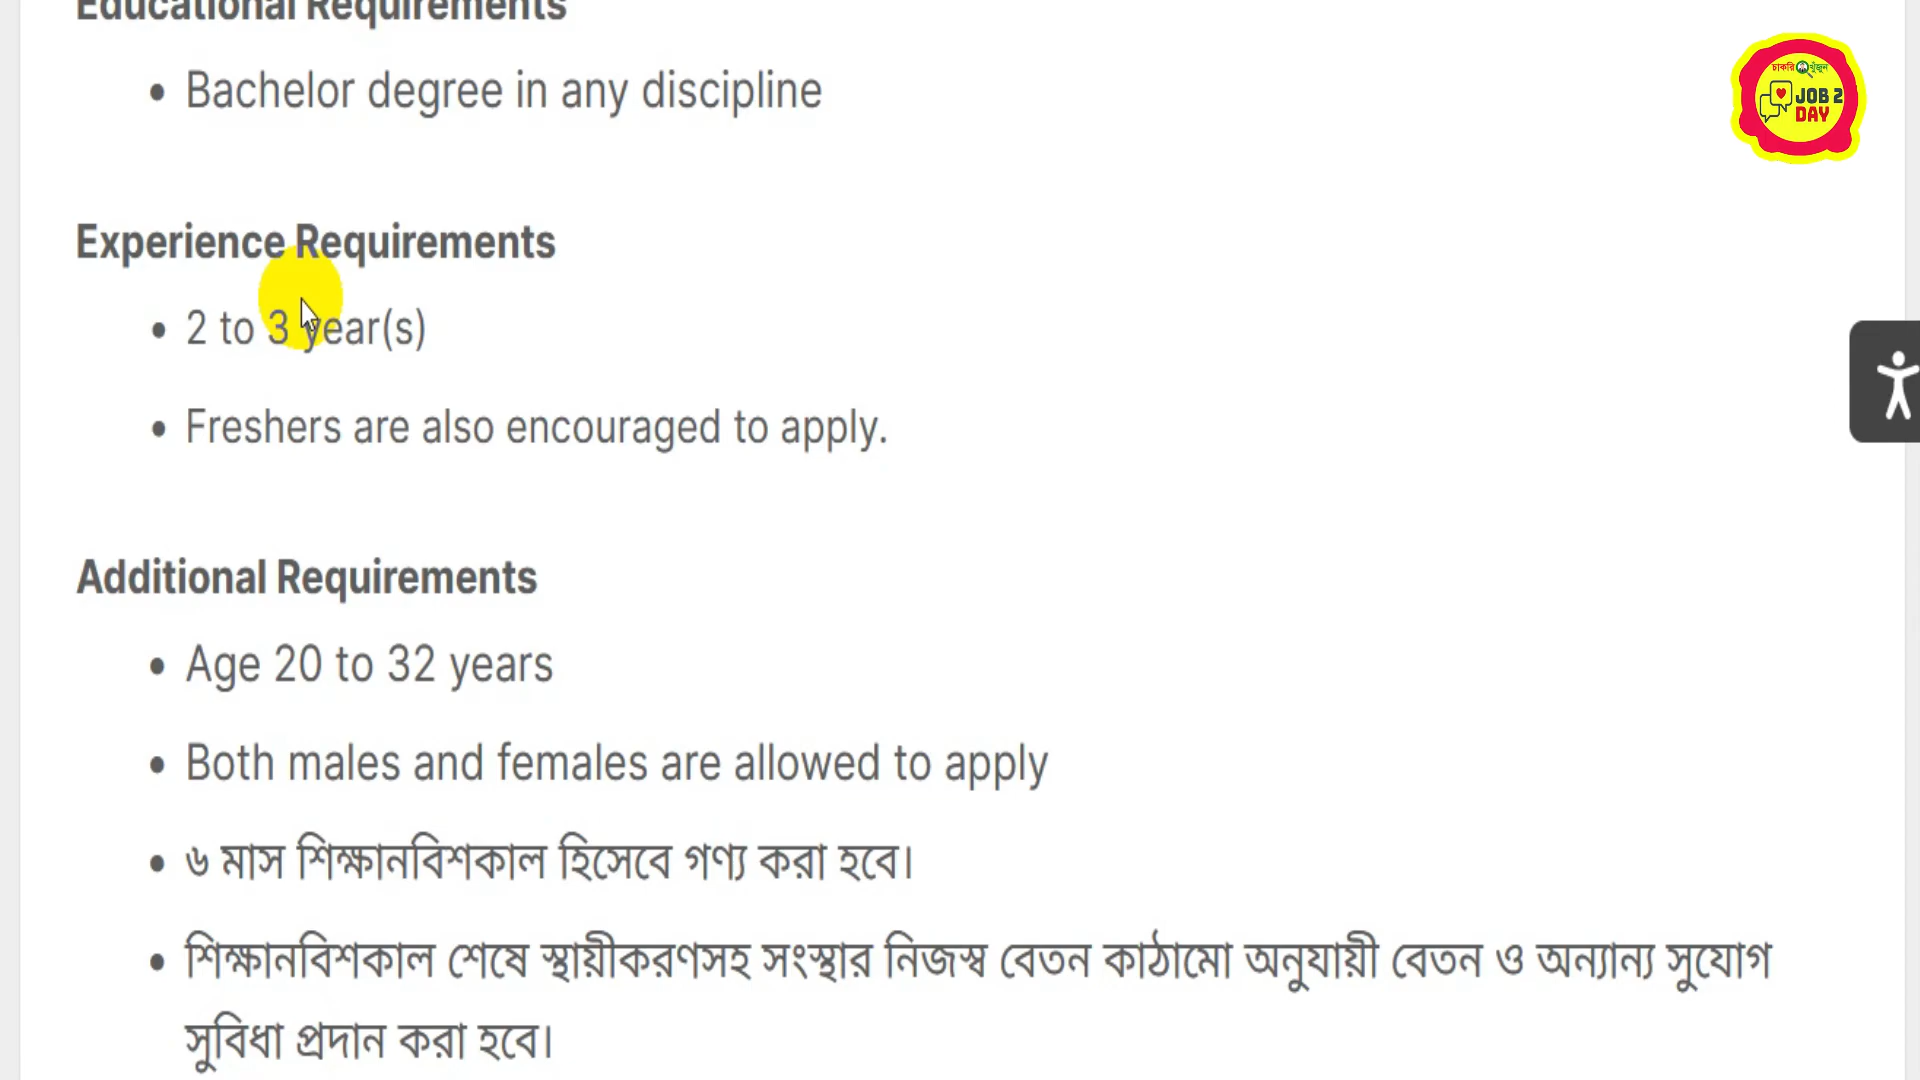 Educational Requirements
• Bachelor degree in any discipline
চাকরি খুঁজুন
JOB 2
DAY
Experience Requirements
• 2 to 3 year(s)
• Freshers are also encouraged to apply.
Additional Requirements
• Age 20 to 32 years
• Both males and females are allowed to apply
• ৬ মাস শিক্ষানবিশকাল হিসেবে গণ্য করা হবে।
• শিক্ষানবিশকাল শেষে স্থায়ীকরণসহ সংস্থার নিজস্ব বেতন কাঠামো অনুযায়ী বেতন ও অন্যান্য সুযোগ
সুবিধা প্রদান করা হবে।